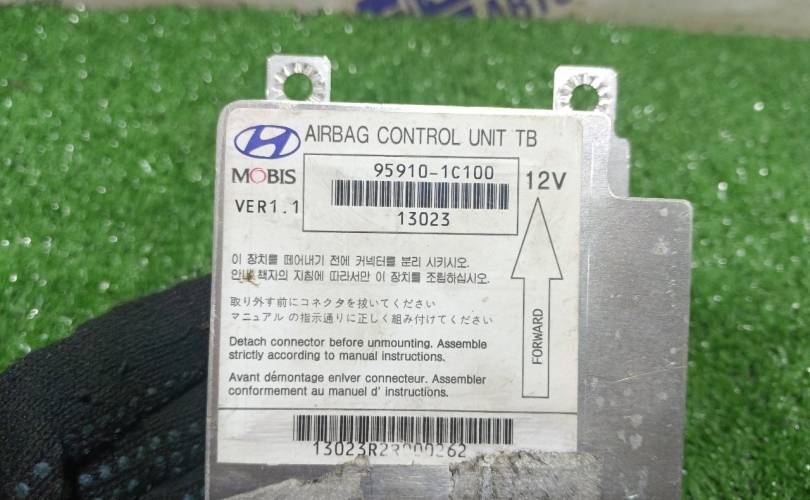 AIRBAG CONTROL UNIT TB
MOBIS
95910-1C100
12V
VER1.1
13023
이 장치를 떼어내기 전에 커넥터를 분리 시키시오.
안내 책자의 지침에 따라서만 이 장치를 조립하십시오.
取り外す前にコネクタを抜いてください
マニュアル の指示通りに正しく組み付けてください
FORWARD
Detach connector before unmounting. Assemble
strictly according to manual instructions.
Avant démontage enlver connecteur. Assembler
conformement au manuel d' instructions.